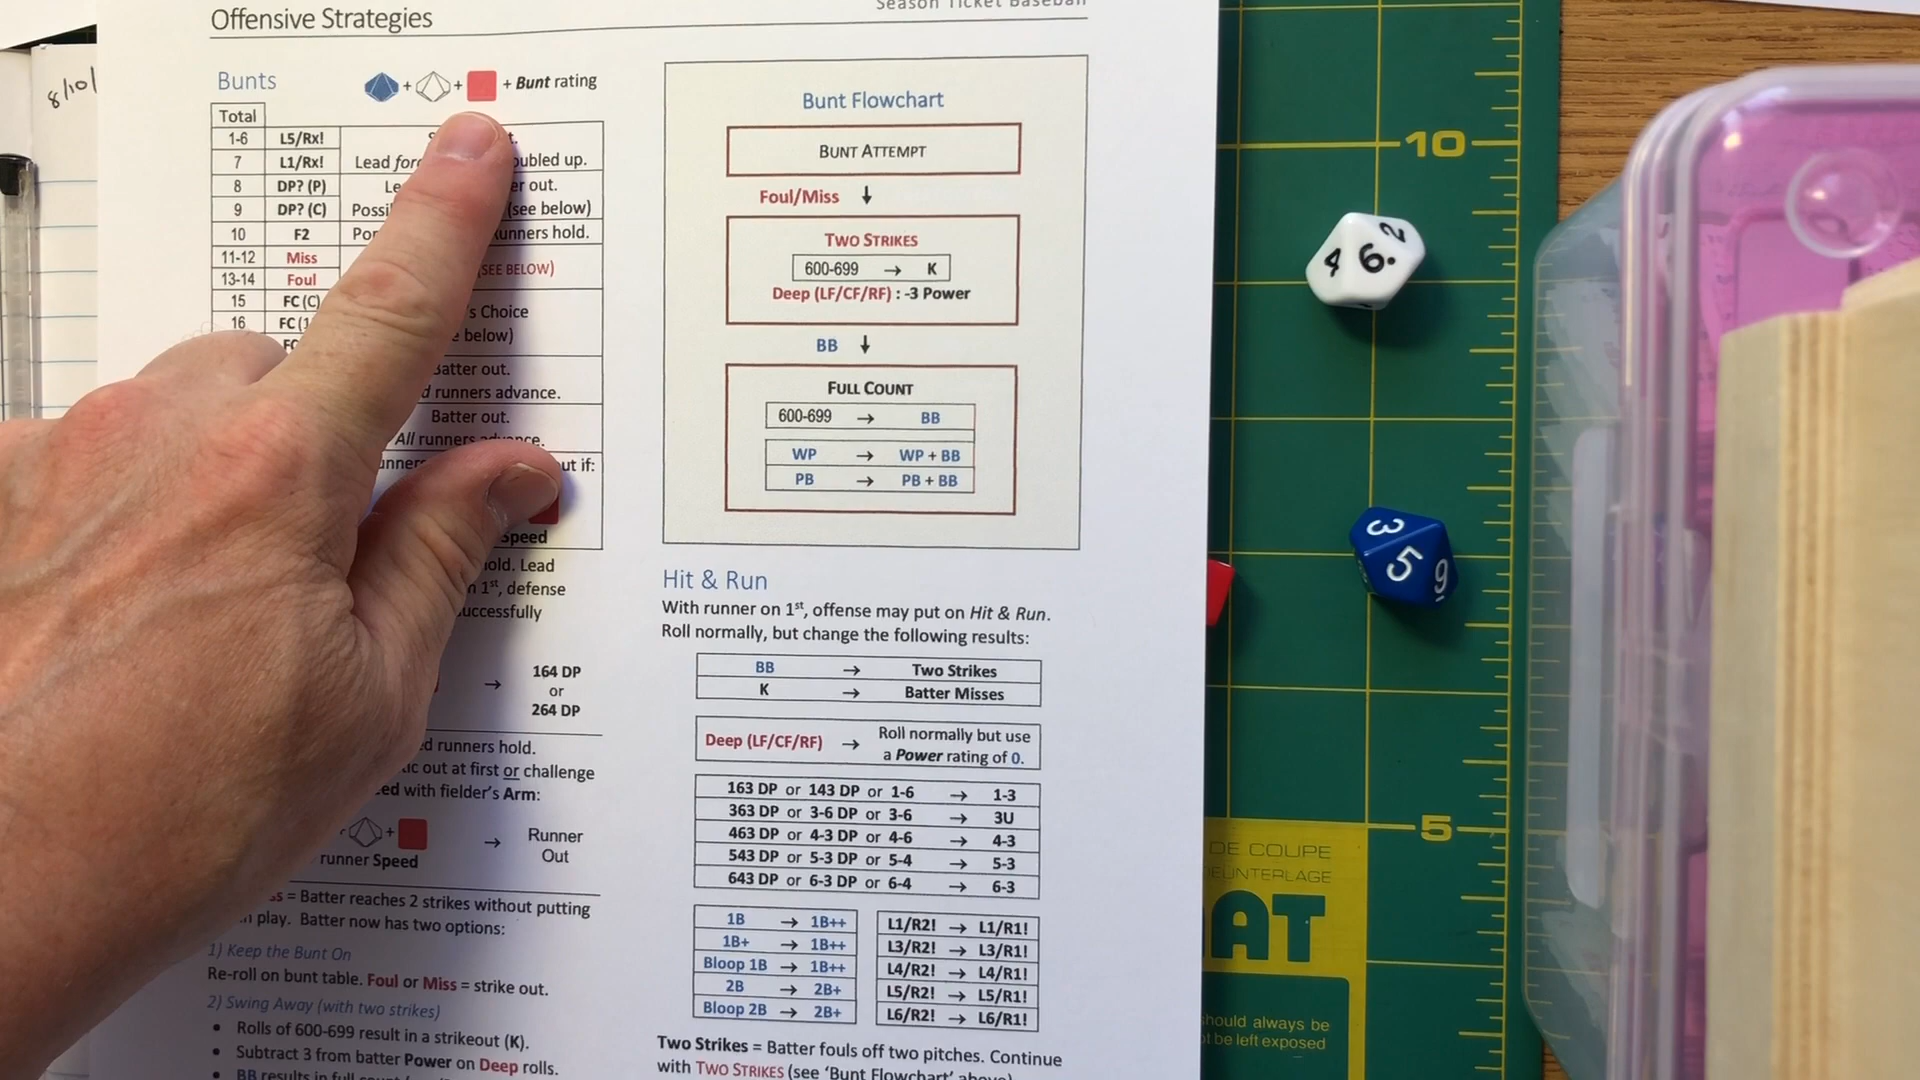 Season Ticket Baseball
Offensive Strategies
8/10/
Bunts
+ + + Bunt rating
Total
1-6 L5/Rx!
7 L1/Rx! Lead up.
8 DP? (P) out.
9 DP? (C) (see below)
10 F2 hold.
11-12 Miss
13-14 Foul (SEE BELOW)
15 FC (C) Choice
16 below)
Batter out.
runners advance.
Batter out.
All runners advance.
if:
Speed
Lead
1st, defense
164 DP
→ or
264 DP
runners hold.
out at first or challenge
with fielder's Arm:
+ → Runner
Out
runner Speed
= Batter reaches 2 strikes without putting
play. Batter now has two options:
1) Keep the Bunt On
Re-roll on bunt table. Foul or Miss = strike out.
2) Swing Away (with two strikes)
• Rolls of 600-699 result in a strikeout (K).
• Subtract 3 from batter Power on Deep rolls.
• BB results in full
Bunt Flowchart
BUNT ATTEMPT
Foul/Miss ↓
TWO STRIKES
600-699 → K
Deep (LF/CF/RF) : -3 Power
BB ↓
FULL COUNT
600-699 → BB
WP → WP + BB
PB → PB + BB
Hit & Run
With runner on 1st, offense may put on Hit & Run.
Roll normally, but change the following results:
BB → Two Strikes
K → Batter Misses
Deep (LF/CF/RF) → Roll normally but use
a Power rating of 0.
163 DP or 143 DP or 1-6 → 1-3
363 DP or 3-6 DP or 3-6 → 3U
463 DP or 4-3 DP or 4-6 → 4-3
543 DP or 5-3 DP or 5-4 → 5-3
643 DP or 6-3 DP or 6-4 → 6-3
1B → 1B++
1B+ → 1B++
Bloop 1B → 1B++
2B → 2B+
Bloop 2B → 2B+
L1/R2! → L1/R1!
L3/R2! → L3/R1!
L4/R2! → L4/R1!
L5/R2! → L5/R1!
L6/R2! → L6/R1!
Two Strikes = Batter fouls off two pitches. Continue
with TWO STRIKES (see 'Bunt Flowchart' above)
10
4 6. 2
3 5 9
5
DE COUPE
AT
should always be
be left exposed